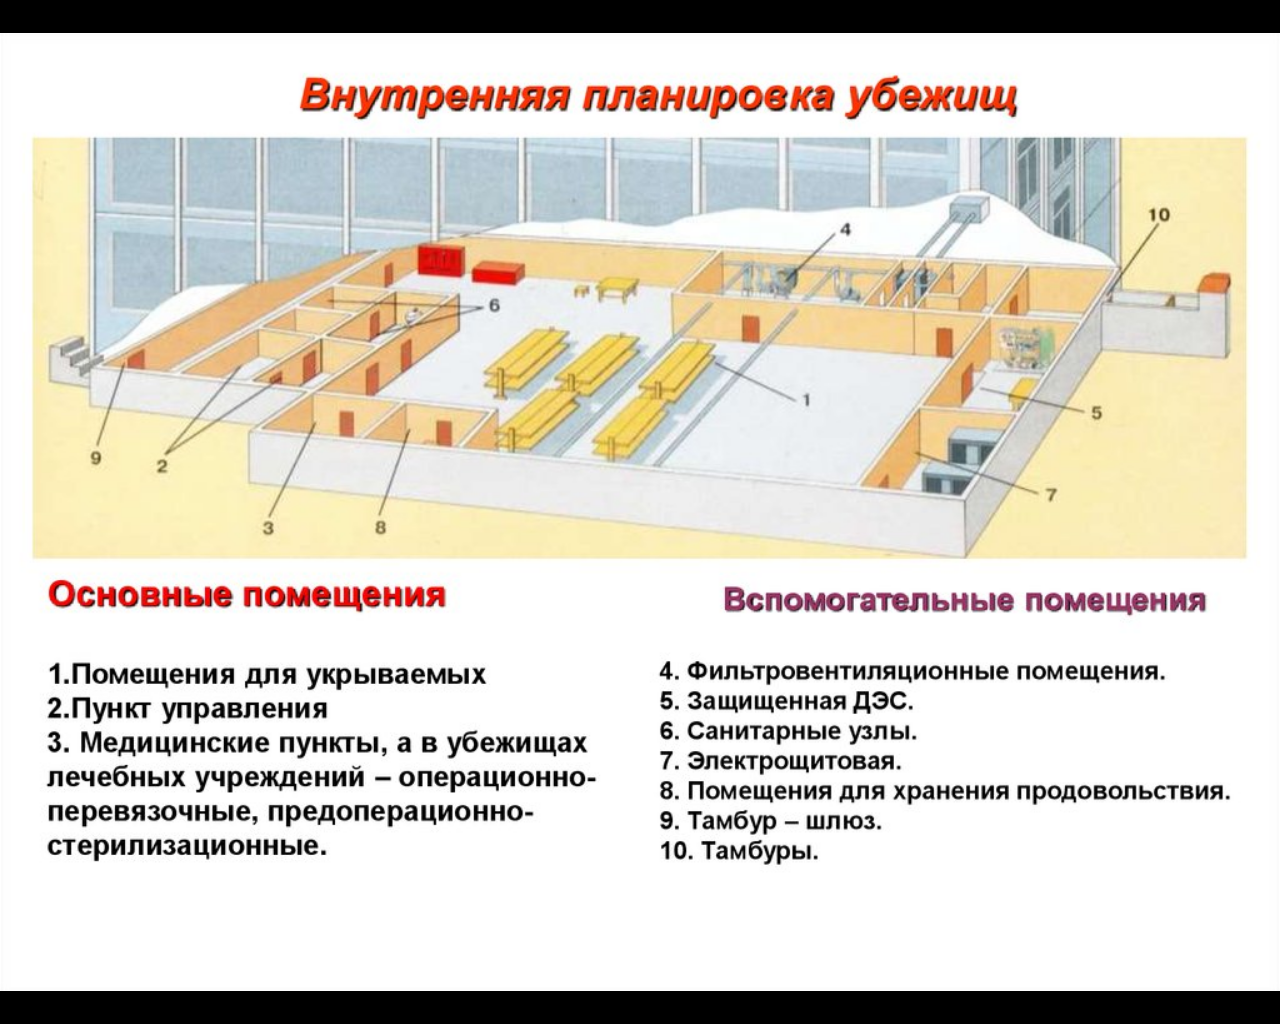 Внутренняя планировка убежищ
10
4
6
1
5
9
2
7
3
8
Основные помещения
1.Помещения для укрываемых
2.Пункт управления
3. Медицинские пункты, а в убежищах
лечебных учреждений – операционно-
перевязочные, предоперационно-
стерилизационные.
Вспомогательные помещения
4. Фильтровентиляционные помещения.
5. Защищенная ДЭС.
6. Санитарные узлы.
7. Электрощитовая.
8. Помещения для хранения продовольствия.
9. Тамбур – шлюз.
10. Тамбуры.